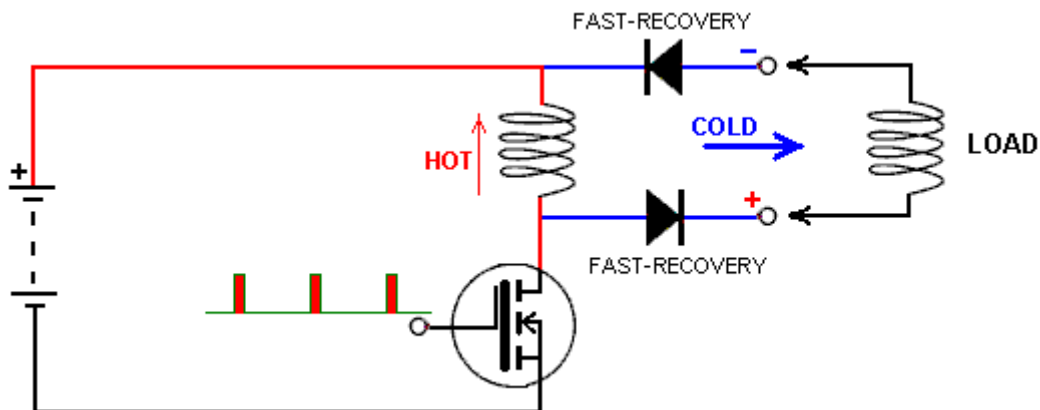 FAST-RECOVERY
−
COLD
HOT
LOAD
+
+
FAST-RECOVERY